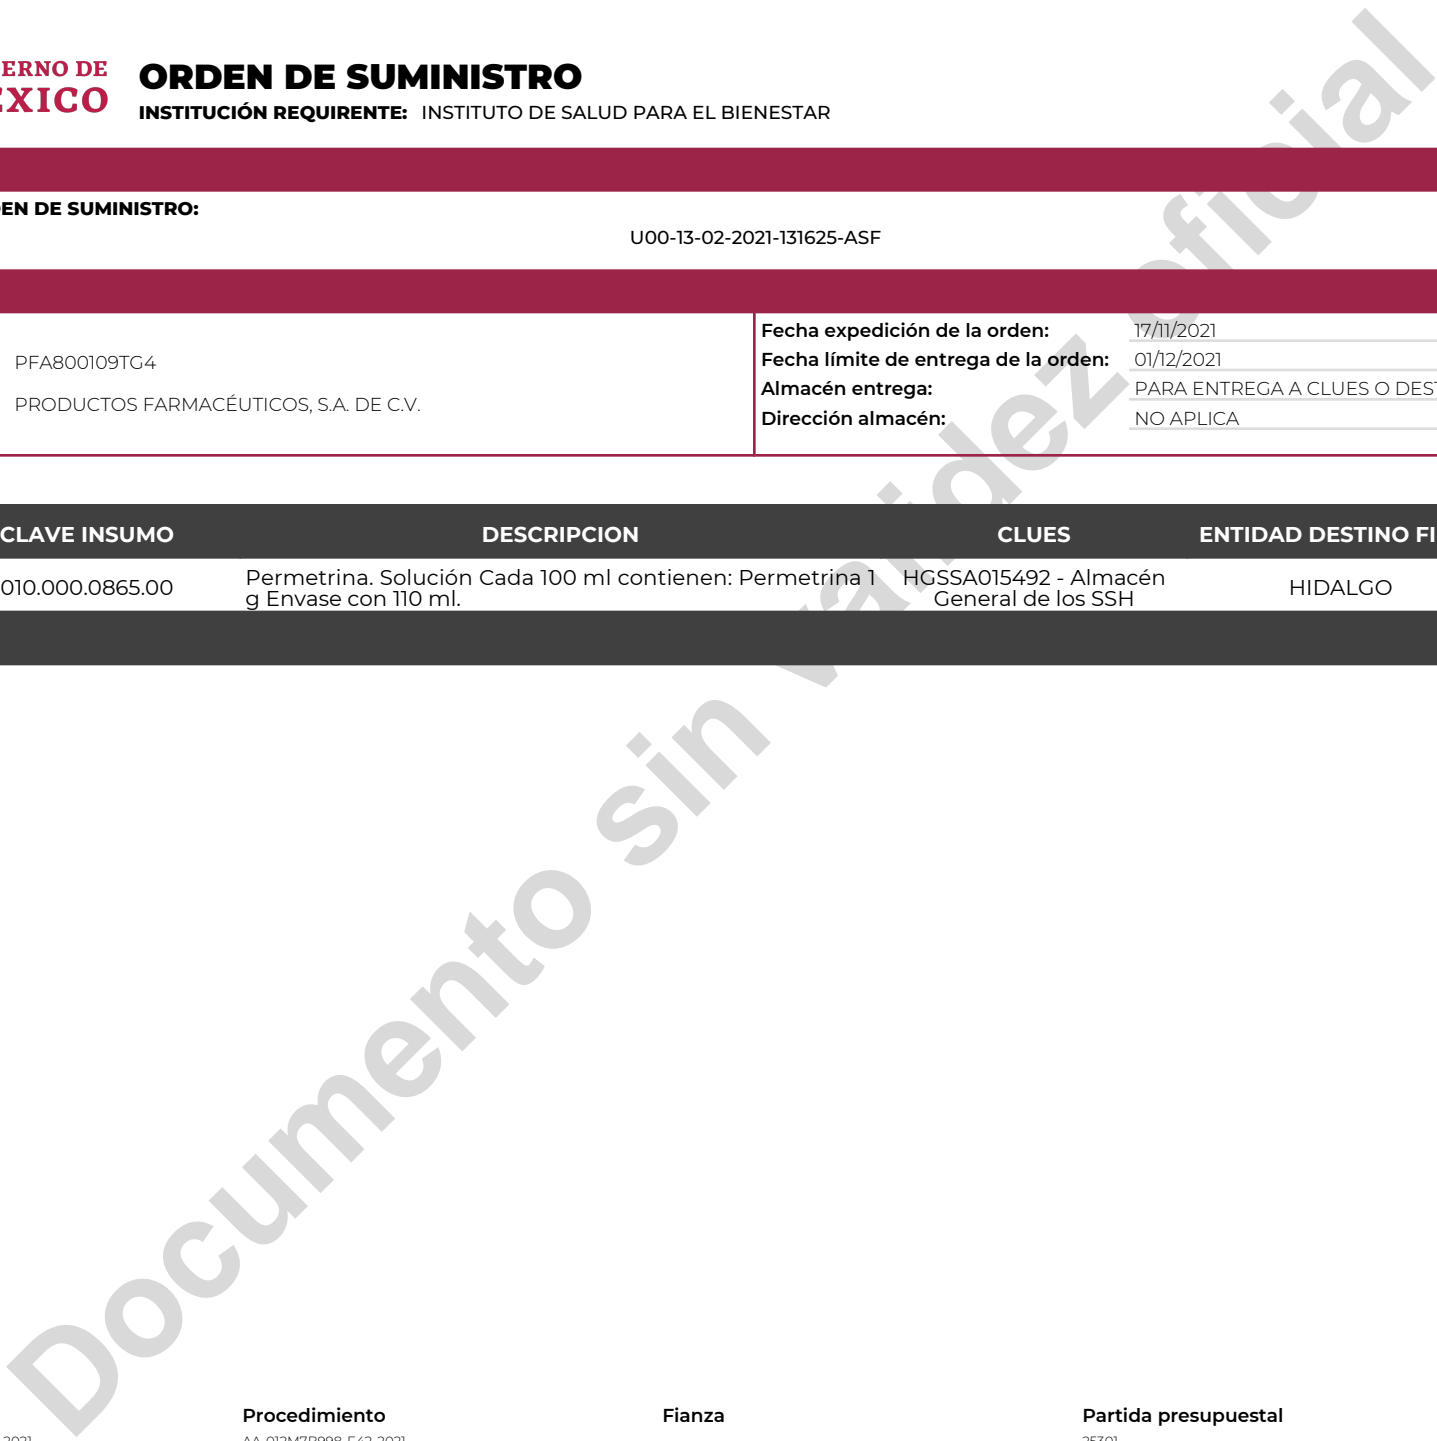 ERNO DE
ÉXICO
ORDEN DE SUMINISTRO
INSTITUCIÓN REQUIRENTE: INSTITUTO DE SALUD PARA EL BIENESTAR
EN DE SUMINISTRO:
U00-13-02-2021-131625-ASF
PFA800109TG4
PRODUCTOS FARMACÉUTICOS, S.A. DE C.V.
Fecha expedición de la orden: 17/11/2021
Fecha límite de entrega de la orden: 01/12/2021
Almacén entrega: PARA ENTREGA A CLUES O DEST
Dirección almacén: NO APLICA
CLAVE INSUMO DESCRIPCION CLUES ENTIDAD DESTINO FI
010.000.0865.00 Permetrina. Solución Cada 100 ml contienen: Permetrina 1 HGSSA015492 - Almacén HIDALGO
g Envase con 110 ml. General de los SSH
Documento sin validez oficial
Procedimiento Fianza Partida presupuestal